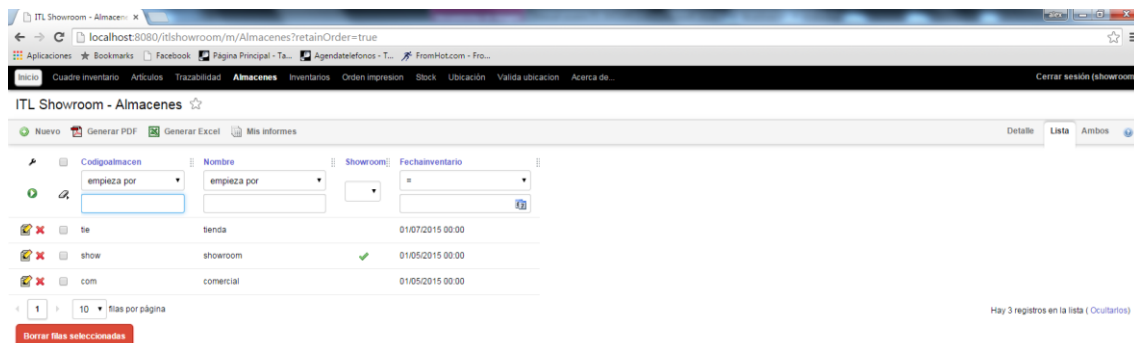 ITL Showroom - Almacene
localhost:8080/itlshowroom/m/Almacenes?retainOrder=true
Aplicaciones Bookmarks Facebook Página Principal - Ta... Agendatelefonos - T... FromHot.com - Fro...
Inicio Cuadre inventario Artículos Trazabilidad Almacenes Inventarios Orden impresion Stock Ubicación Valida ubicacion Acerca de... Cerrar sesión (showroom
ITL Showroom - Almacenes
Nuevo Generar PDF Generar Excel Mis informes Detalle Lista Ambos
Codigoalmacen Nombre Showroom Fechainventario
empieza por empieza por =
tie tienda 01/07/2015 00:00
show showroom 01/05/2015 00:00
com comercial 01/05/2015 00:00
1 10 filas por página Hay 3 registros en la lista ( Ocultarlos)
Borrar filas seleccionadas